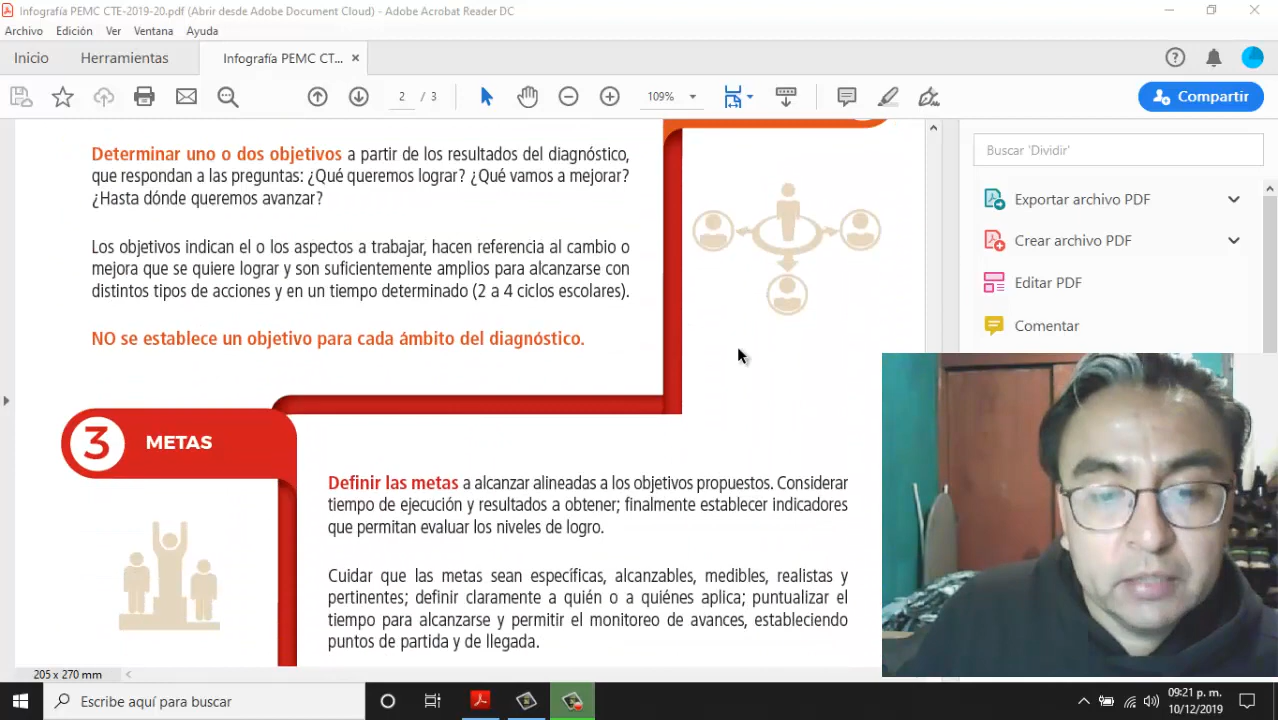 Infografía PEMC CTE-2019-20.pdf (Abrir desde Adobe Document Cloud) - Adobe Acrobat Reader DC
Archivo Edición Ver Ventana Ayuda
Inicio Herramientas Infografía PEMC CT... ×
2 / 3 109% Compartir
Determinar uno o dos objetivos a partir de los resultados del diagnóstico,
que respondan a las preguntas: ¿Qué queremos lograr? ¿Qué vamos a mejorar?
¿Hasta dónde queremos avanzar?
Los objetivos indican el o los aspectos a trabajar, hacen referencia al cambio o
mejora que se quiere lograr y son suficientemente amplios para alcanzarse con
distintos tipos de acciones y en un tiempo determinado (2 a 4 ciclos escolares).
NO se establece un objetivo para cada ámbito del diagnóstico.
3 METAS
Definir las metas a alcanzar alineadas a los objetivos propuestos. Considerar
tiempo de ejecución y resultados a obtener; finalmente establecer indicadores
que permitan evaluar los niveles de logro.
Cuidar que las metas sean específicas, alcanzables, medibles, realistas y
pertinentes; definir claramente a quién o a quiénes aplica; puntualizar el
tiempo para alcanzarse y permitir el monitoreo de avances, estableciendo
puntos de partida y de llegada.
Buscar 'Dividir'
Exportar archivo PDF
Crear archivo PDF
Editar PDF
Comentar
205 x 270 mm
Escribe aquí para buscar
09:21 p. m.
10/12/2019